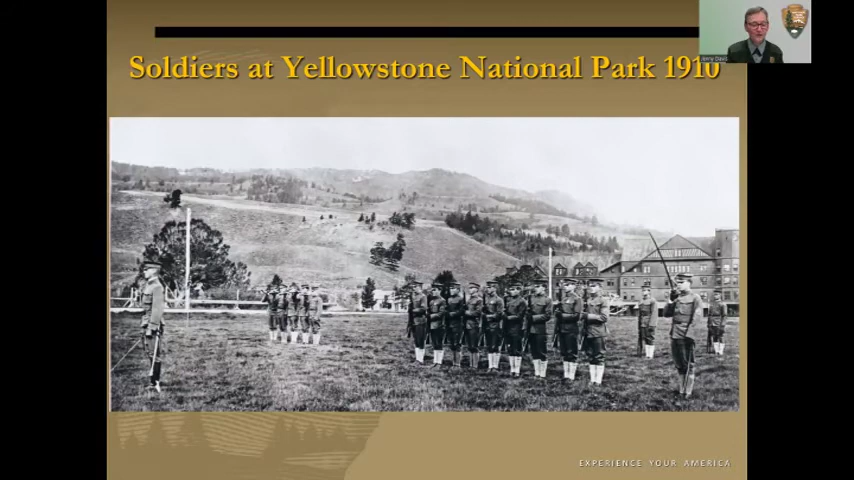 Soldiers at Yellowstone National Park 1910
EXPERIENCE YOUR AMERICA